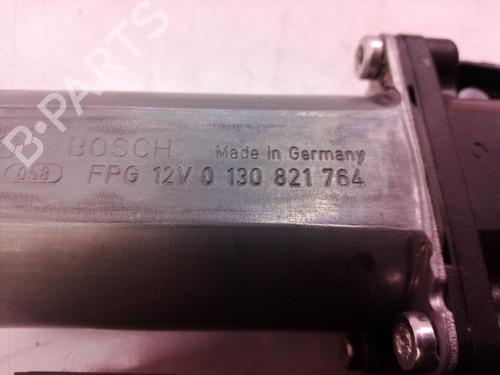 B-PARTS
BOSCH Made in Germany
058 FPG 12V 0 130 821 764